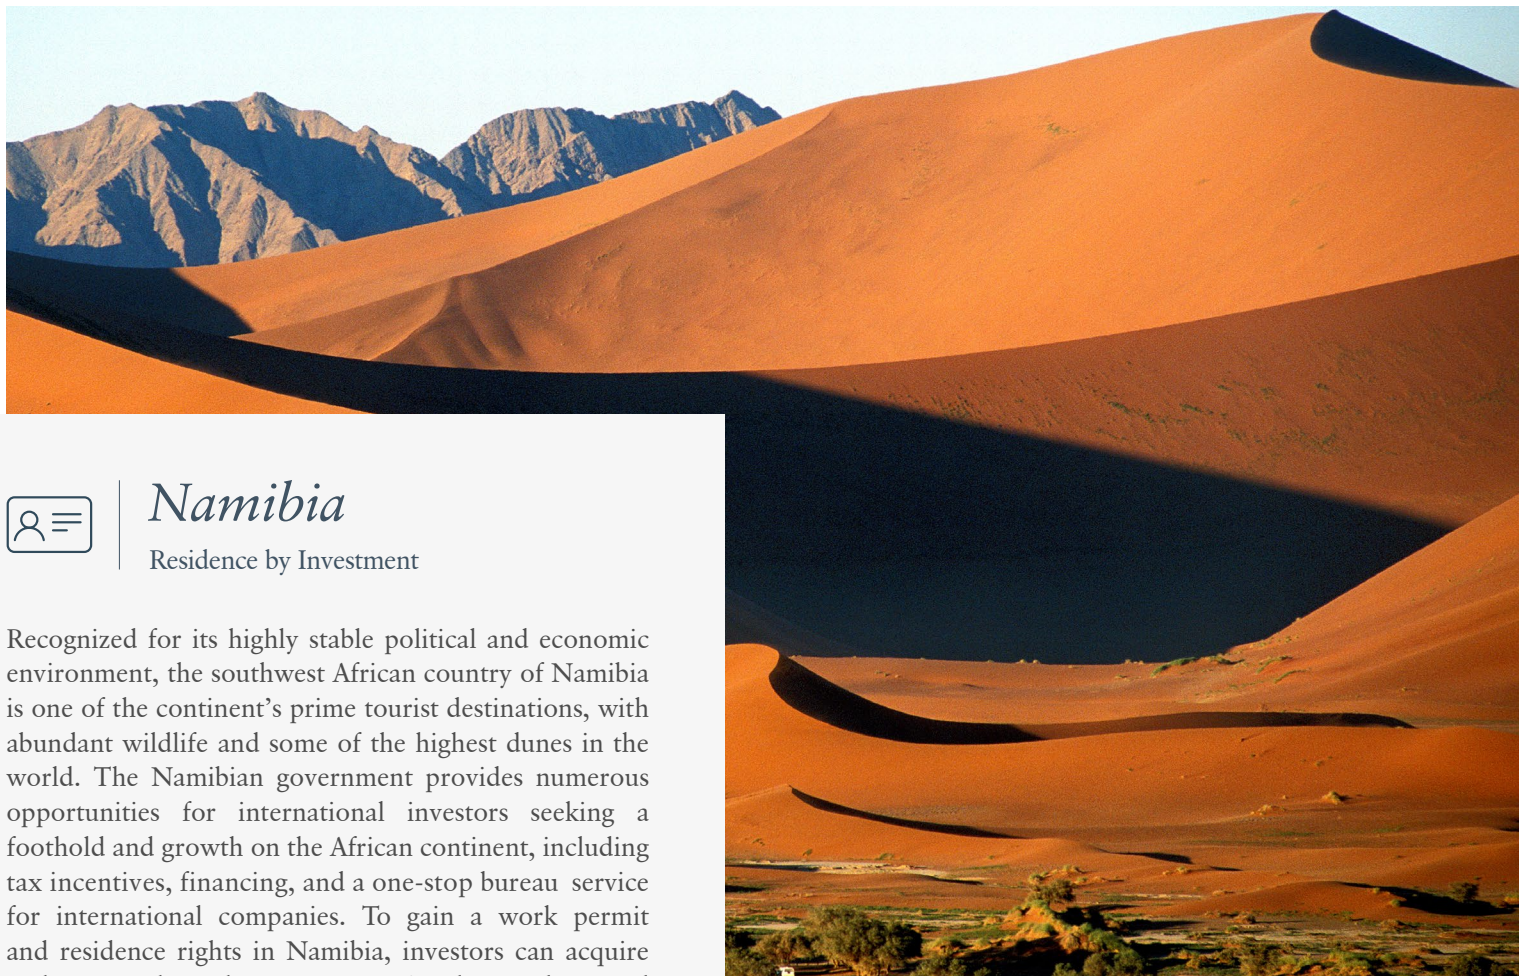 Namibia
Residence by Investment
Recognized for its highly stable political and economic
environment, the southwest African country of Namibia
is one of the continent’s prime tourist destinations, with
abundant wildlife and some of the highest dunes in the
world. The Namibian government provides numerous
opportunities for international investors seeking a
foothold and growth on the African continent, including
tax incentives, financing, and a one-stop bureau service
for international companies. To gain a work permit
and residence rights in Namibia, investors can acquire